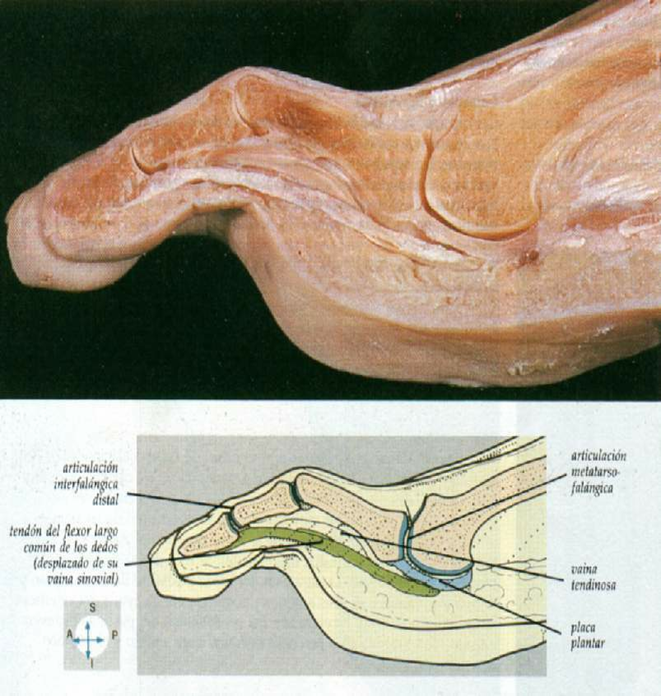 articulación
interfalángica
distal
tendón del flexor largo
común de los dedos
(desplazado de su
vaina sinovial)
S
A
P
I
articulación
metatarso-
falángica
vaina
tendinosa
placa
plantar